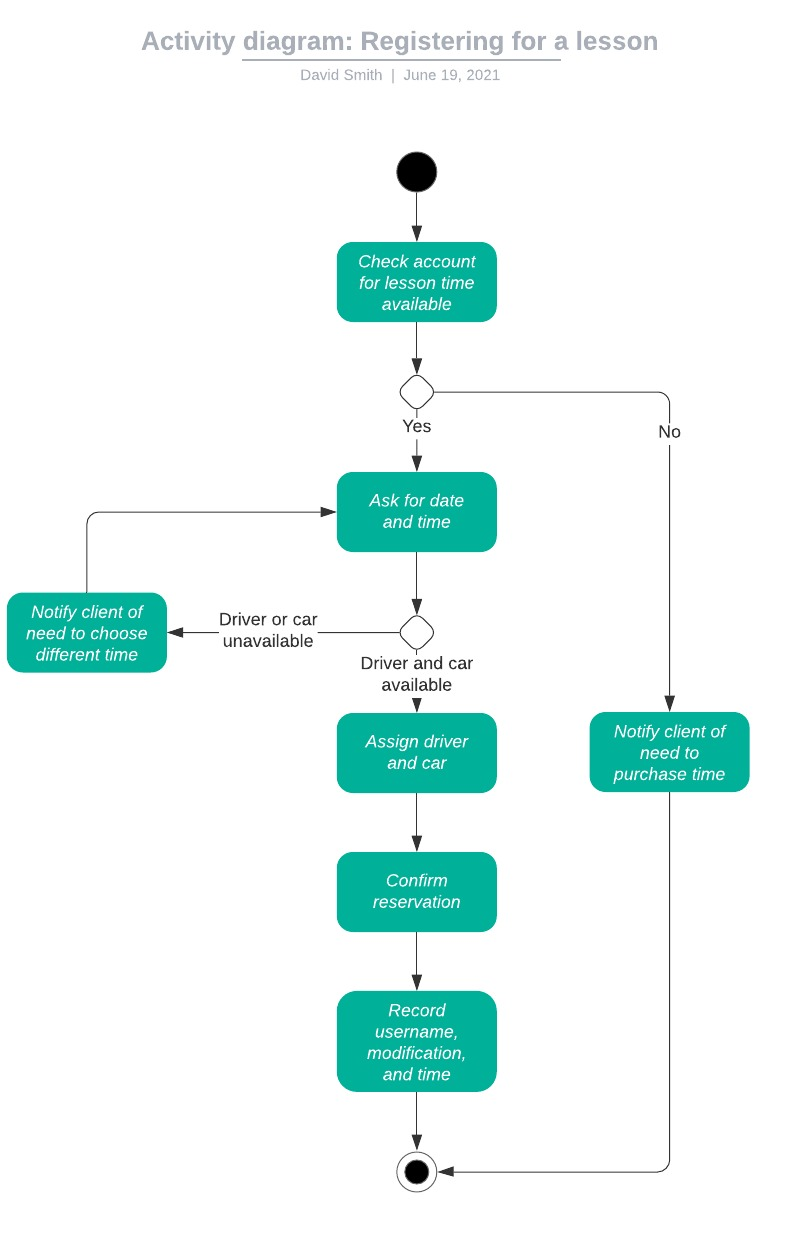 Activity diagram: Registering for a lesson
David Smith | June 19, 2021
Check account
for lesson time
available
Yes
No
Ask for date
and time
Notify client of
need to choose
different time
Driver or car
unavailable
Driver and car
available
Assign driver
and car
Notify client of
need to
purchase time
Confirm
reservation
Record
username,
modification,
and time